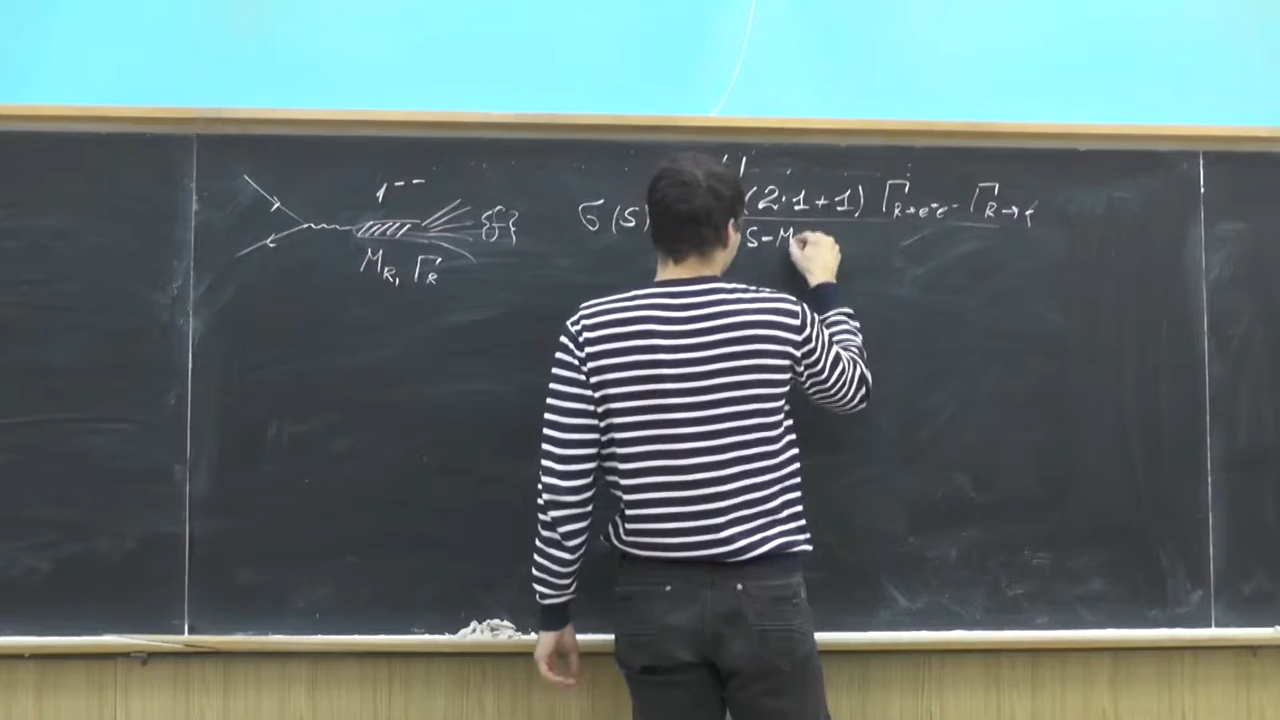 1⁻⁻
{f}
M_R, Γ_R
σ(s)
(2·1+1) Γ_{R→e⁺e⁻} Γ_{R→f}
s-M